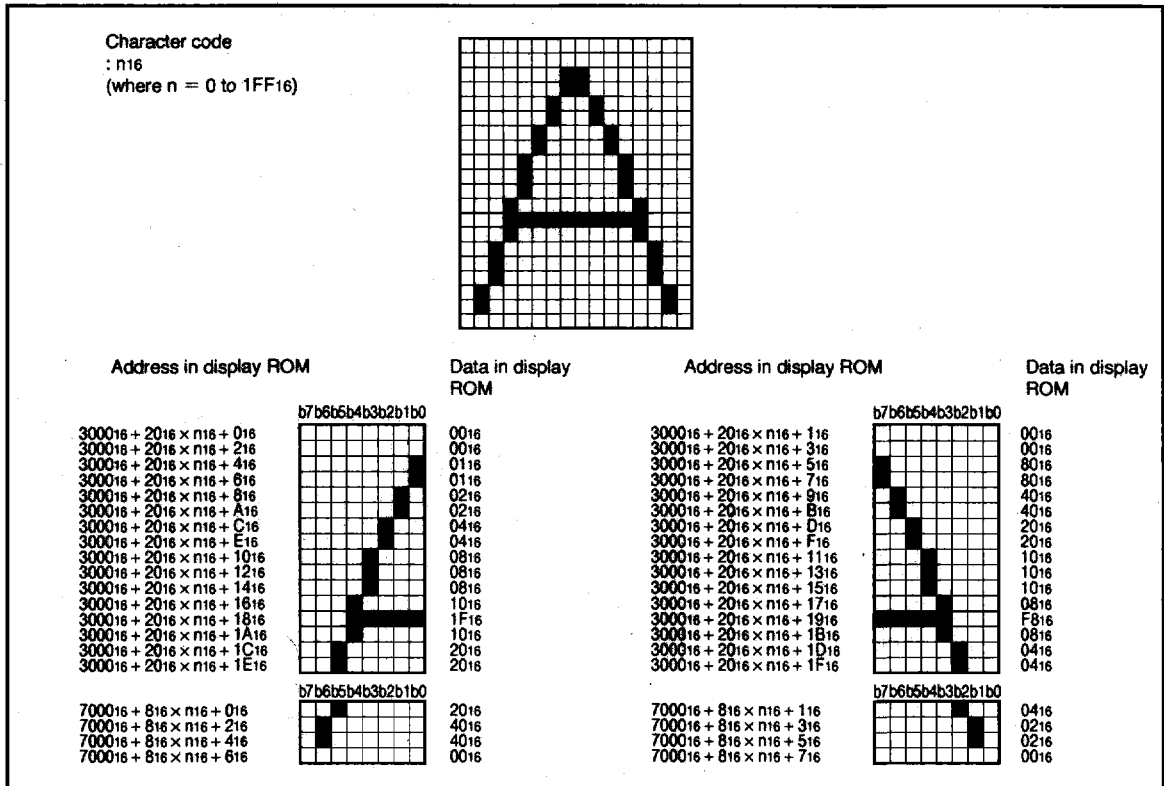 Character code
: n16
(where n = 0 to 1FF16)
Address in display ROM
Data in display
ROM
b7b6b5b4b3b2b1b0
300016 + 2016 × n16 + 016 0016
300016 + 2016 × n16 + 216 0016
300016 + 2016 × n16 + 416 0116
300016 + 2016 × n16 + 616 0116
300016 + 2016 × n16 + 816 0216
300016 + 2016 × n16 + A16 0216
300016 + 2016 × n16 + C16 0416
300016 + 2016 × n16 + E16 0416
300016 + 2016 × n16 + 1016 0816
300016 + 2016 × n16 + 1216 0816
300016 + 2016 × n16 + 1416 0816
300016 + 2016 × n16 + 1616 1016
300016 + 2016 × n16 + 1816 1F16
300016 + 2016 × n16 + 1A16 1016
300016 + 2016 × n16 + 1C16 2016
300016 + 2016 × n16 + 1E16 2016
b7b6b5b4b3b2b1b0
700016 + 816 × n16 + 016 2016
700016 + 816 × n16 + 216 4016
700016 + 816 × n16 + 416 4016
700016 + 816 × n16 + 616 0016
Address in display ROM
Data in display
ROM
b7b6b5b4b3b2b1b0
300016 + 2016 × n16 + 116 0016
300016 + 2016 × n16 + 316 0016
300016 + 2016 × n16 + 516 8016
300016 + 2016 × n16 + 716 8016
300016 + 2016 × n16 + 916 4016
300016 + 2016 × n16 + B16 4016
300016 + 2016 × n16 + D16 2016
300016 + 2016 × n16 + F16 2016
300016 + 2016 × n16 + 1116 1016
300016 + 2016 × n16 + 1316 1016
300016 + 2016 × n16 + 1516 1016
300016 + 2016 × n16 + 1716 0816
300016 + 2016 × n16 + 1916 F816
300016 + 2016 × n16 + 1B16 0816
300016 + 2016 × n16 + 1D16 0416
300016 + 2016 × n16 + 1F16 0416
b7b6b5b4b3b2b1b0
700016 + 816 × n16 + 116 0416
700016 + 816 × n16 + 316 0216
700016 + 816 × n16 + 516 0216
700016 + 816 × n16 + 716 0016